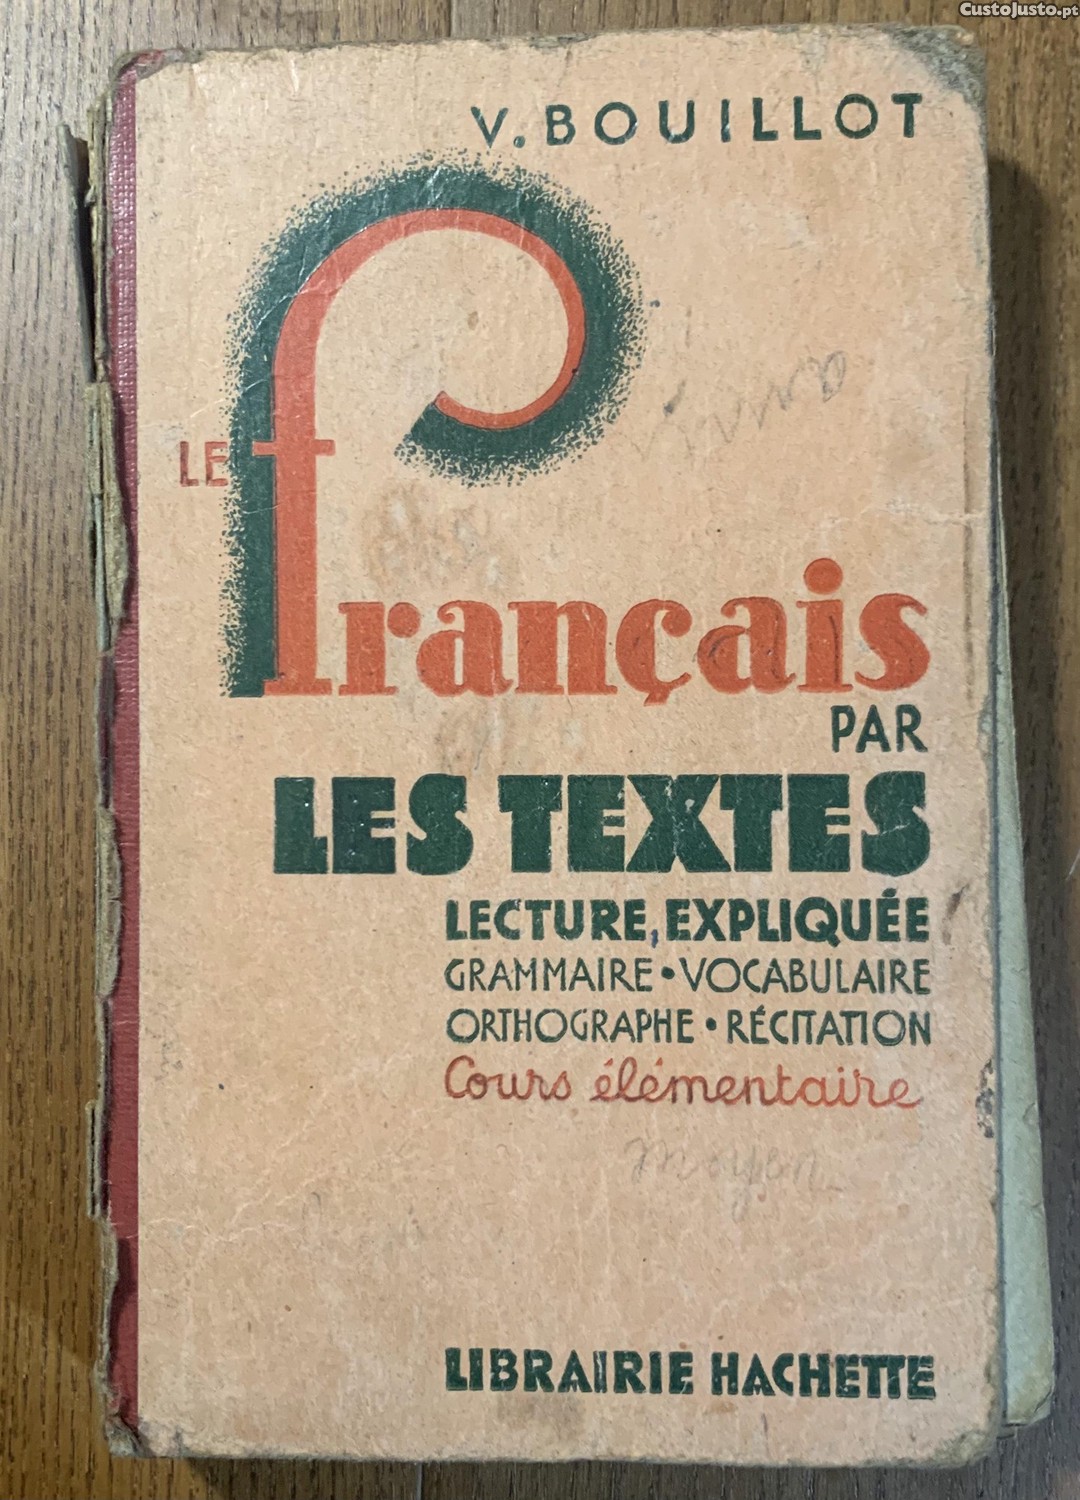 CustoJusto.pt
V. BOUILLOT
LE français
PAR
LES TEXTES
LECTURE, EXPLIQUÉE
GRAMMAIRE • VOCABULAIRE
ORTHOGRAPHE • RÉCITATION
Cours élémentaire
moyen
LIBRAIRIE HACHETTE